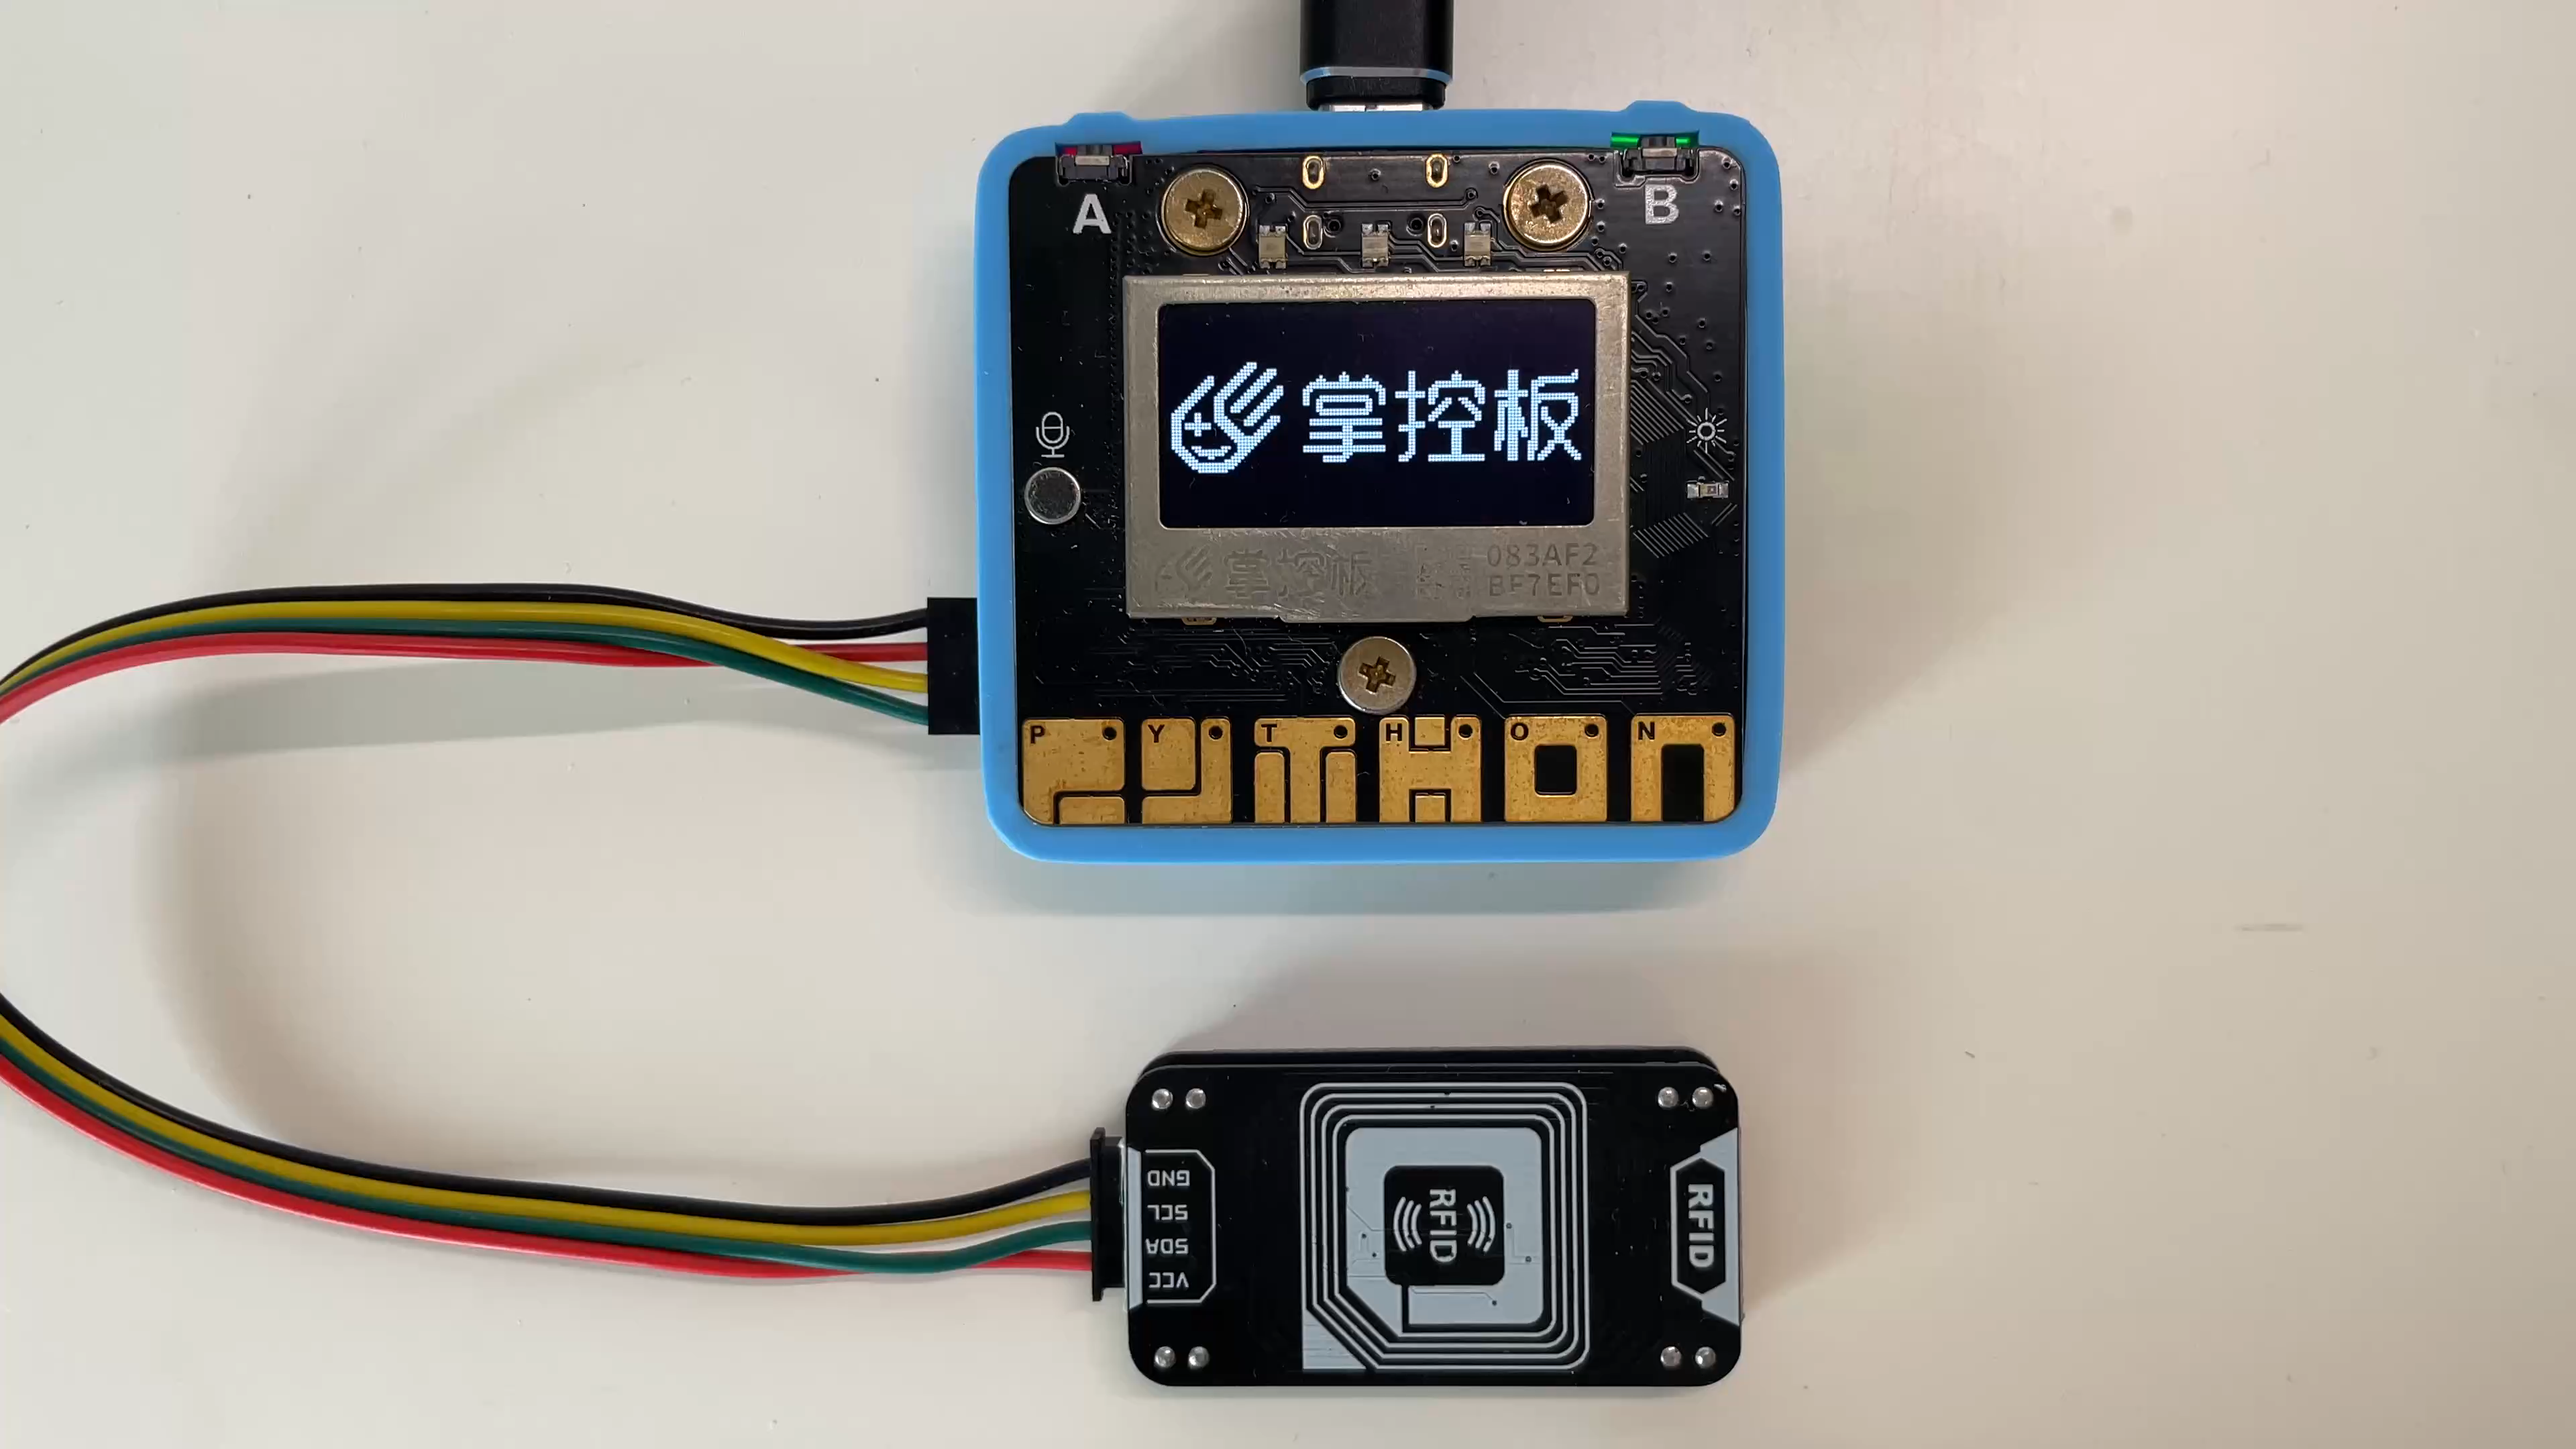 A
B
掌控板
掌控板
083AF2
BF7EF0
P
Y
T
H
O
N
GND
SCL
SDA
VCC
RFID
RFID